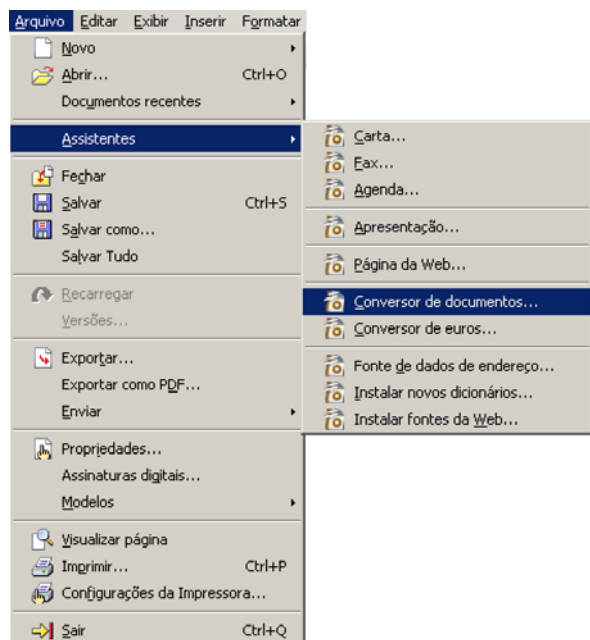 Arquivo Editar Exibir Inserir Formatar
Novo
Abrir... Ctrl+O
Documentos recentes
Assistentes
Fechar
Salvar Ctrl+S
Salvar como...
Salvar Tudo
Recarregar
Versões...
Exportar...
Exportar como PDF...
Enviar
Propriedades...
Assinaturas digitais...
Modelos
Visualizar página
Imprimir... Ctrl+P
Configurações da Impressora...
Sair Ctrl+Q
Carta...
Fax...
Agenda...
Apresentação...
Página da Web...
Conversor de documentos...
Conversor de euros...
Fonte de dados de endereço...
Instalar novos dicionários...
Instalar fontes da Web...